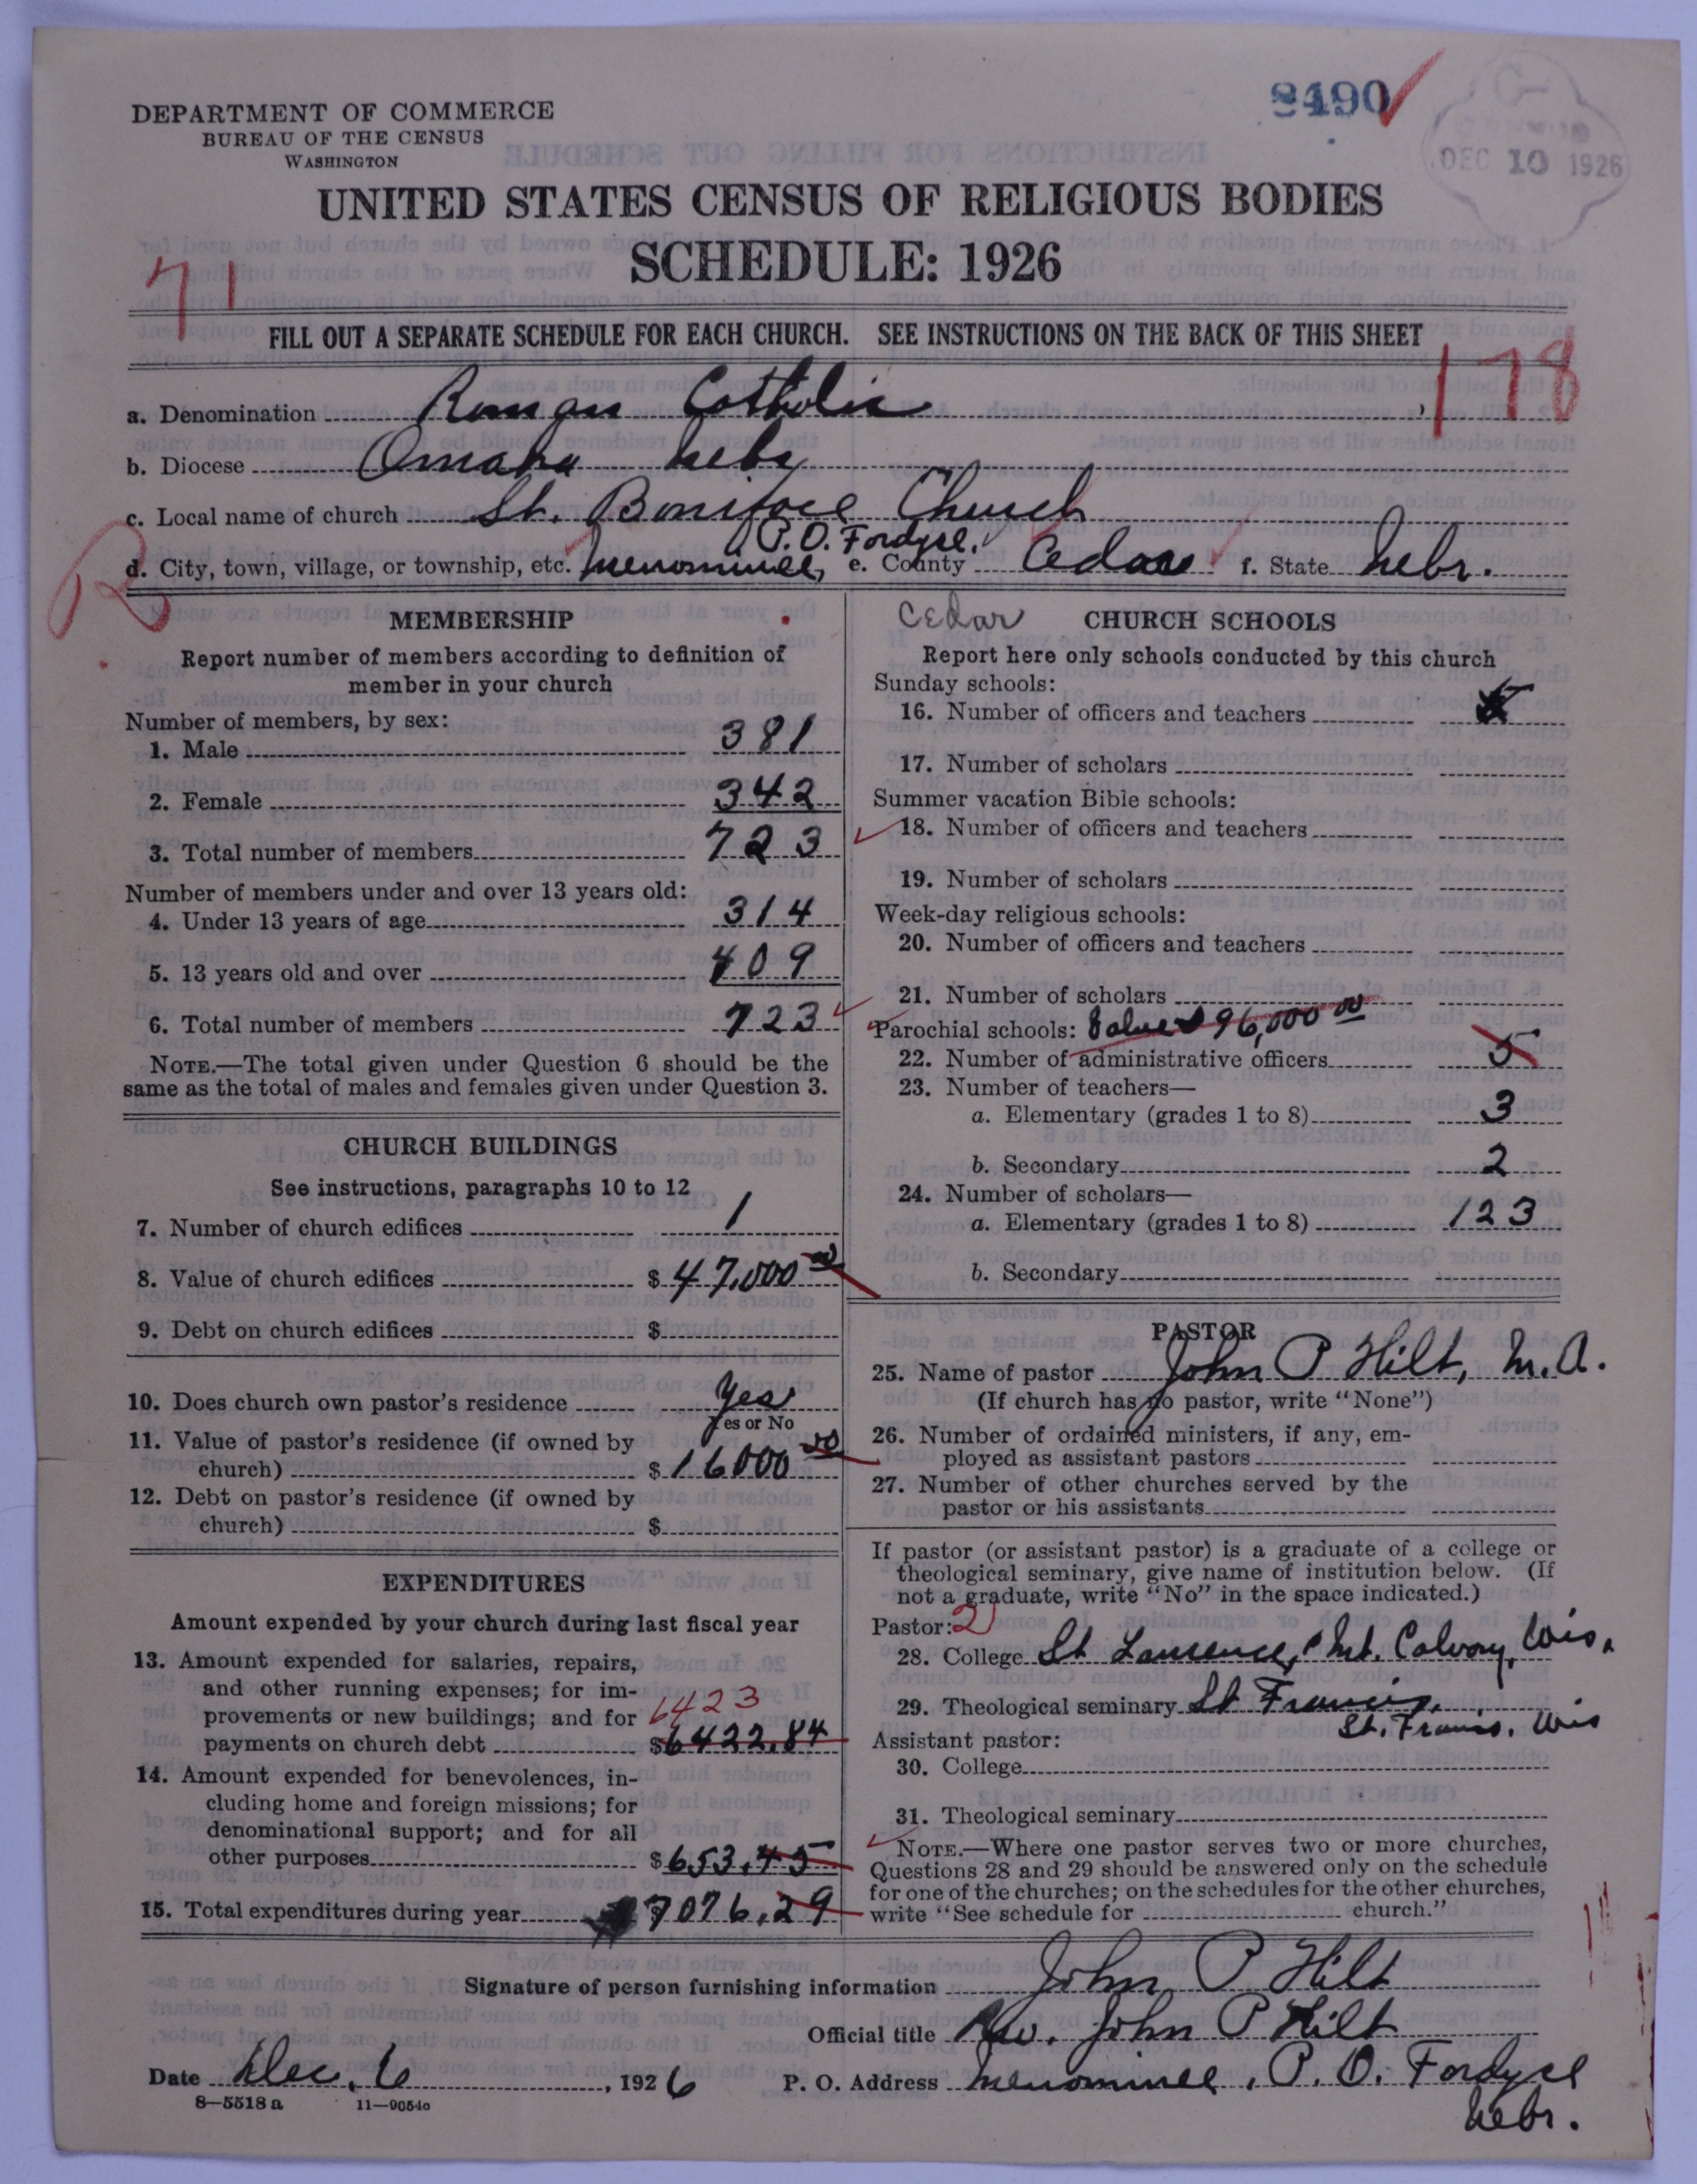 DEPARTMENT OF COMMERCE
BUREAU OF THE CENSUS
WASHINGTON
8490
DEC 10 1926
UNITED STATES CENSUS OF RELIGIOUS BODIES
SCHEDULE: 1926
71
FILL OUT A SEPARATE SCHEDULE FOR EACH CHURCH. SEE INSTRUCTIONS ON THE BACK OF THIS SHEET
178
a. Denomination Roman Catholic
b. Diocese Omaha Nebr
c. Local name of church St. Boniface Church
P.O. Fordyce.
d. City, town, village, or township, etc. Menominee, e. County Cedar f. State Nebr.
R
MEMBERSHIP
Report number of members according to definition of
member in your church
Number of members, by sex:
1. Male 381
2. Female 342
3. Total number of members 723
Number of members under and over 13 years old:
4. Under 13 years of age 314
5. 13 years old and over 409
6. Total number of members 723
NOTE.—The total given under Question 6 should be the
same as the total of males and females given under Question 3.
CHURCH BUILDINGS
See instructions, paragraphs 10 to 12
7. Number of church edifices 1
8. Value of church edifices $47,000 00
9. Debt on church edifices $
10. Does church own pastor's residence Yes
Yes or No
11. Value of pastor's residence (if owned by
church) $16000 00
12. Debt on pastor's residence (if owned by
church) $
EXPENDITURES
Amount expended by your church during last fiscal year
13. Amount expended for salaries, repairs,
and other running expenses; for im-
provements or new buildings; and for 6423
payments on church debt $6422.84
14. Amount expended for benevolences, in-
cluding home and foreign missions; for
denominational support; and for all
other purposes $653.45
15. Total expenditures during year 7076.29
Cedar CHURCH SCHOOLS
Report here only schools conducted by this church
Sunday schools:
16. Number of officers and teachers
17. Number of scholars
Summer vacation Bible schools:
18. Number of officers and teachers
19. Number of scholars
Week-day religious schools:
20. Number of officers and teachers
21. Number of scholars
Parochial schools: Value $96,000 00
22. Number of administrative officers 5
23. Number of teachers—
a. Elementary (grades 1 to 8) 3
b. Secondary 2
24. Number of scholars—
a. Elementary (grades 1 to 8) 123
b. Secondary
PASTOR
25. Name of pastor John P Hilt, M.A.
(If church has no pastor, write "None")
26. Number of ordained ministers, if any, em-
ployed as assistant pastors
27. Number of other churches served by the
pastor or his assistants
If pastor (or assistant pastor) is a graduate of a college or
theological seminary, give name of institution below. (If
not a graduate, write "No" in the space indicated.)
Pastor: 2
28. College St Lawrence, Mt. Calvary, Wis.
29. Theological seminary St Francis,
St. Francis, Wis
Assistant pastor:
30. College
31. Theological seminary
NOTE.—Where one pastor serves two or more churches,
Questions 28 and 29 should be answered only on the schedule
for one of the churches; on the schedules for the other churches,
write "See schedule for church."
Signature of person furnishing information John P Hilt
Official title Rev. John P Hilt
Date Dec. 6, 1926 P. O. Address Menominee, P. O. Fordyce
Nebr.
8—5518 a 11—9054c